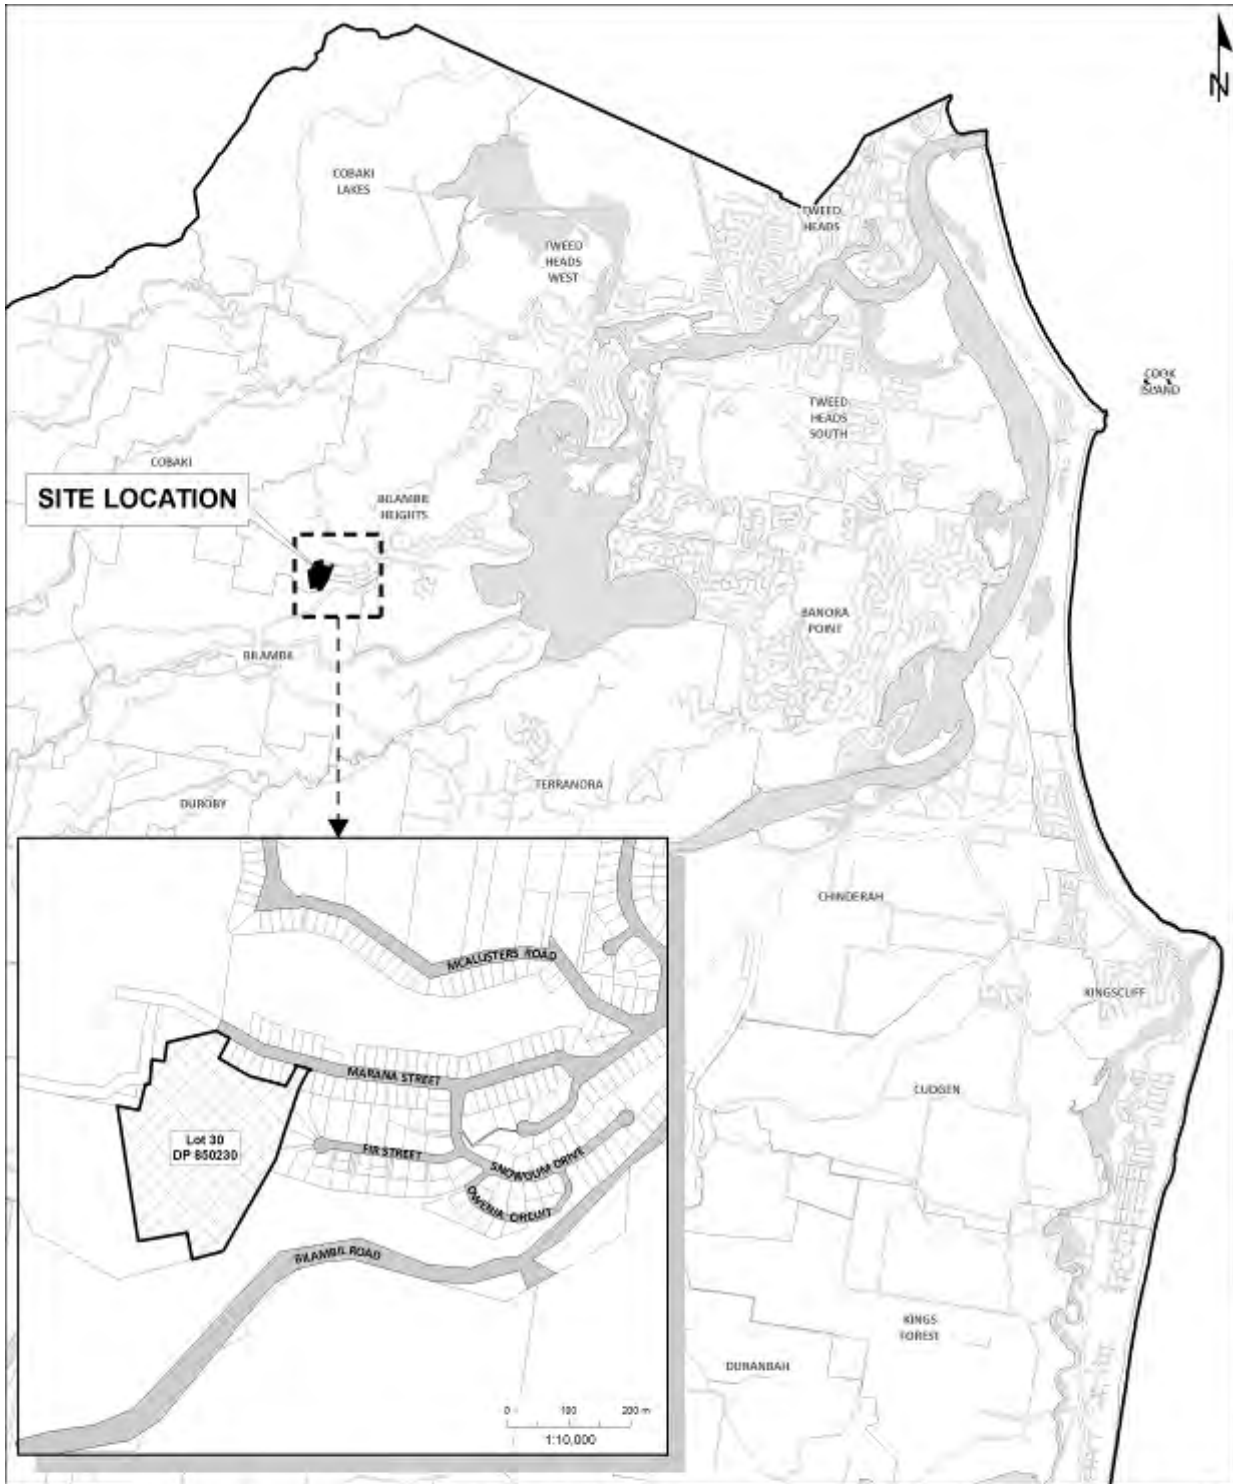 N
COBAKI
LAKES
TWEED
HEADS
TWEED
HEADS
WEST
COOK
ISLAND
TWEED
HEADS
SOUTH
COBAKI
SITE LOCATION
BILAMBIL
HEIGHTS
BANORA
POINT
BILAMBIL
TERRANORA
DUROBY
CHINDERAH
MCALLISTERS ROAD
KINGSCLIFF
MARANA STREET
CUDGEN
Lot 30
DP 850230
FIR STREET
SNOWGUM DRIVE
OWENIA CIRCUIT
BILAMBIL ROAD
KINGS
FOREST
DURANBAH
0 100 200 m
1:10,000